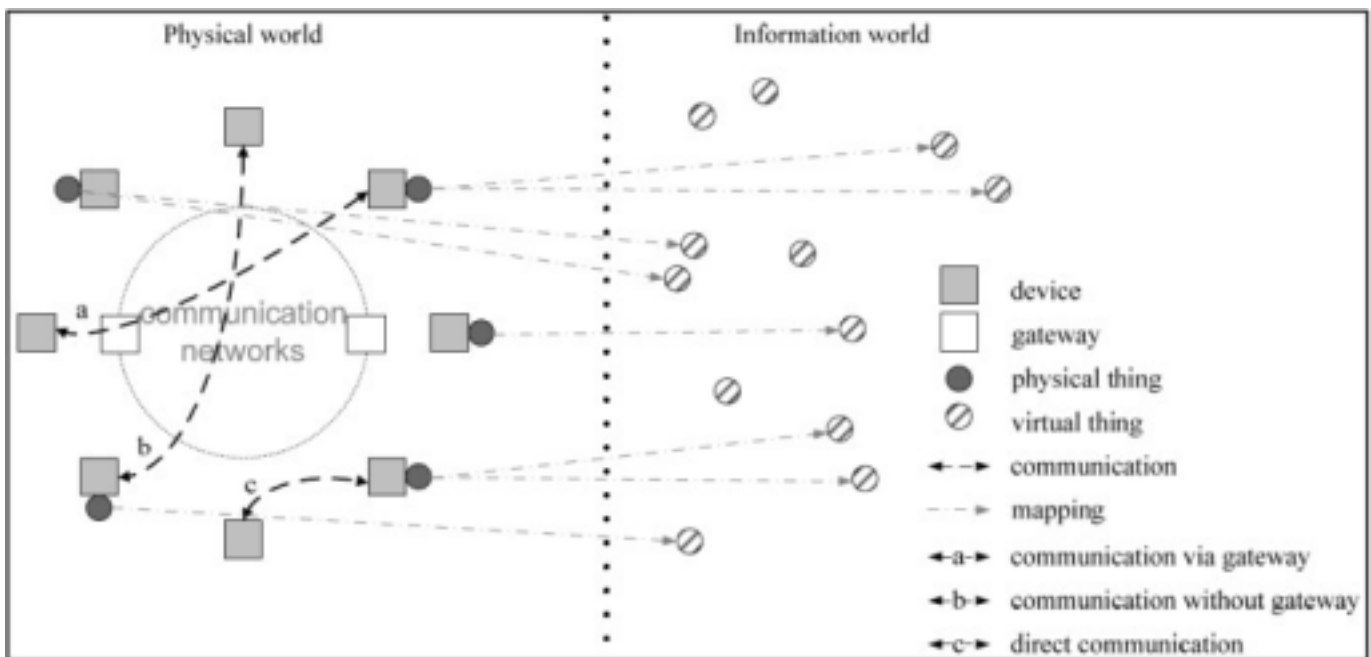 Physical world
Information world
a
communication
networks
b
c
device
gateway
physical thing
virtual thing
communication
mapping
a communication via gateway
b communication without gateway
c direct communication